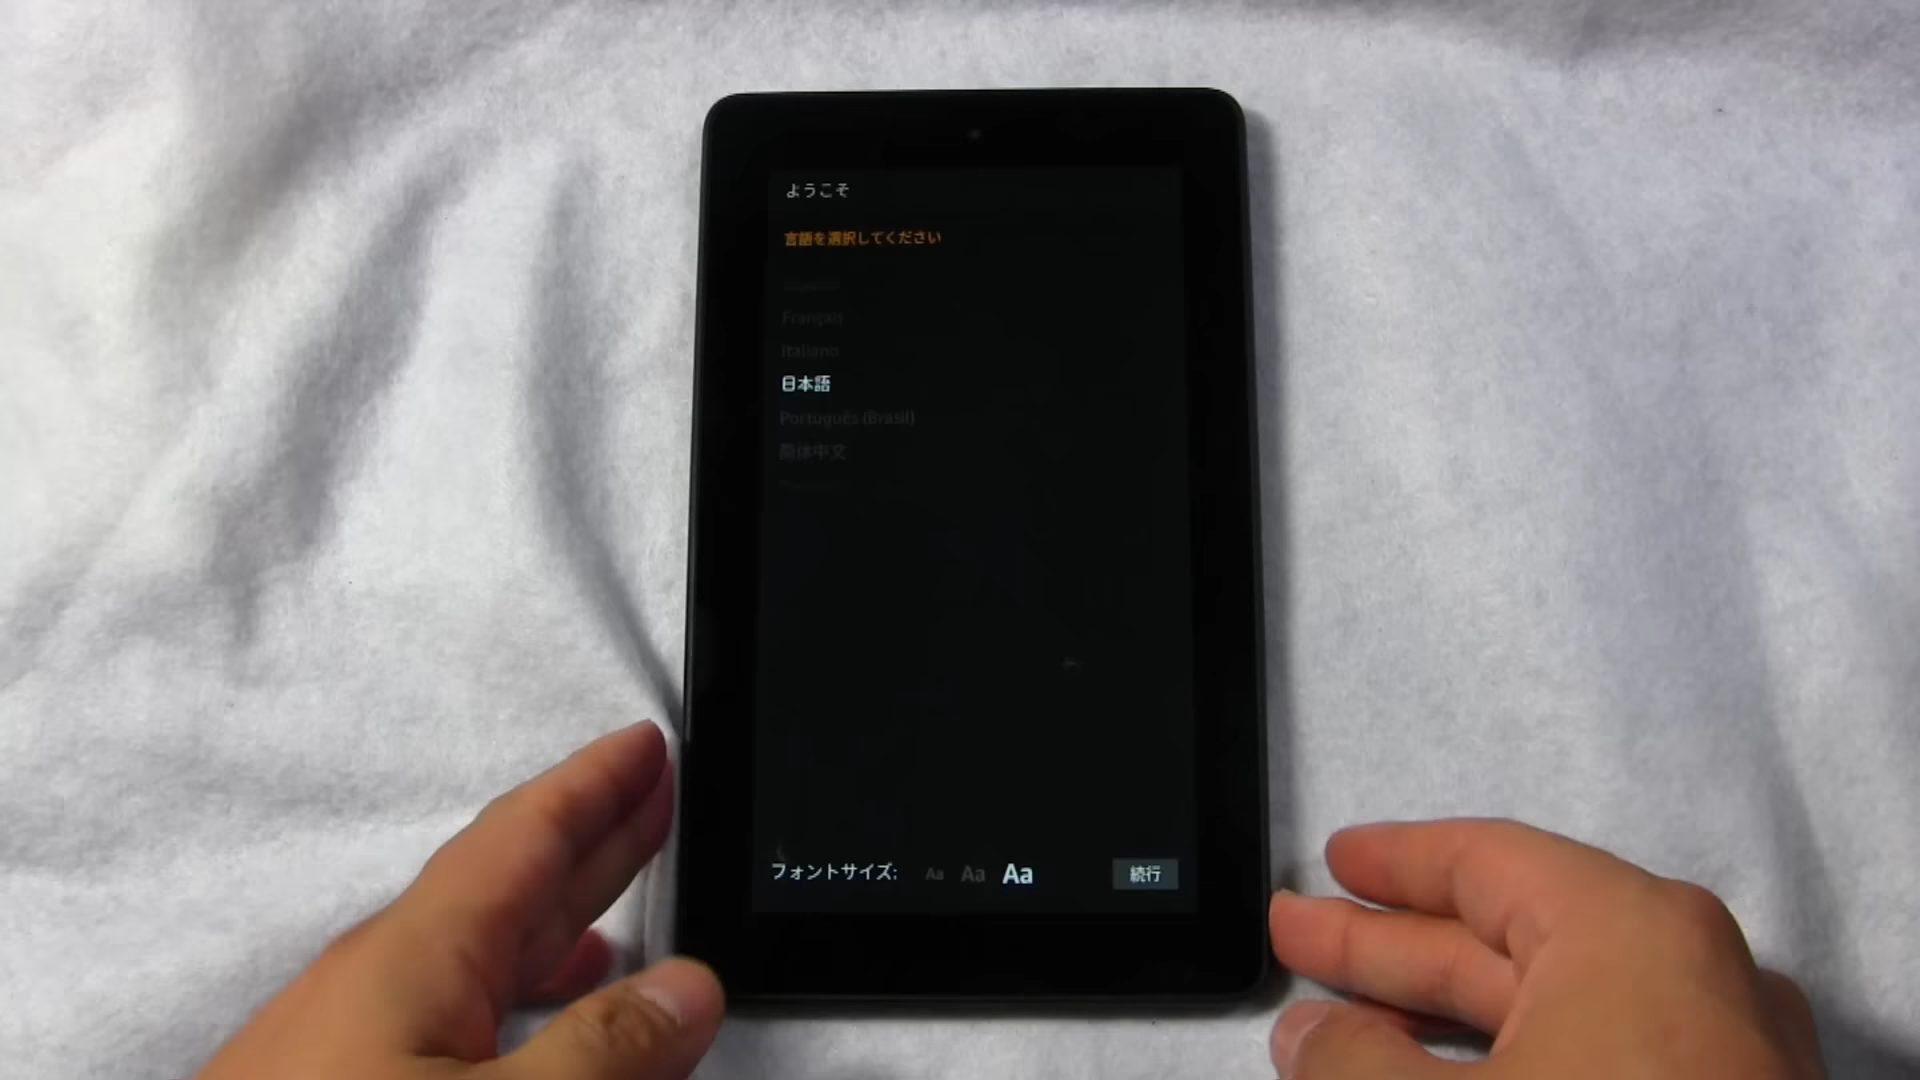 ようこそ
言語を選択してください
Français
Italiano
日本語
Português (Brasil)
简体中文
フォントサイズ: Aa Aa Aa 続行